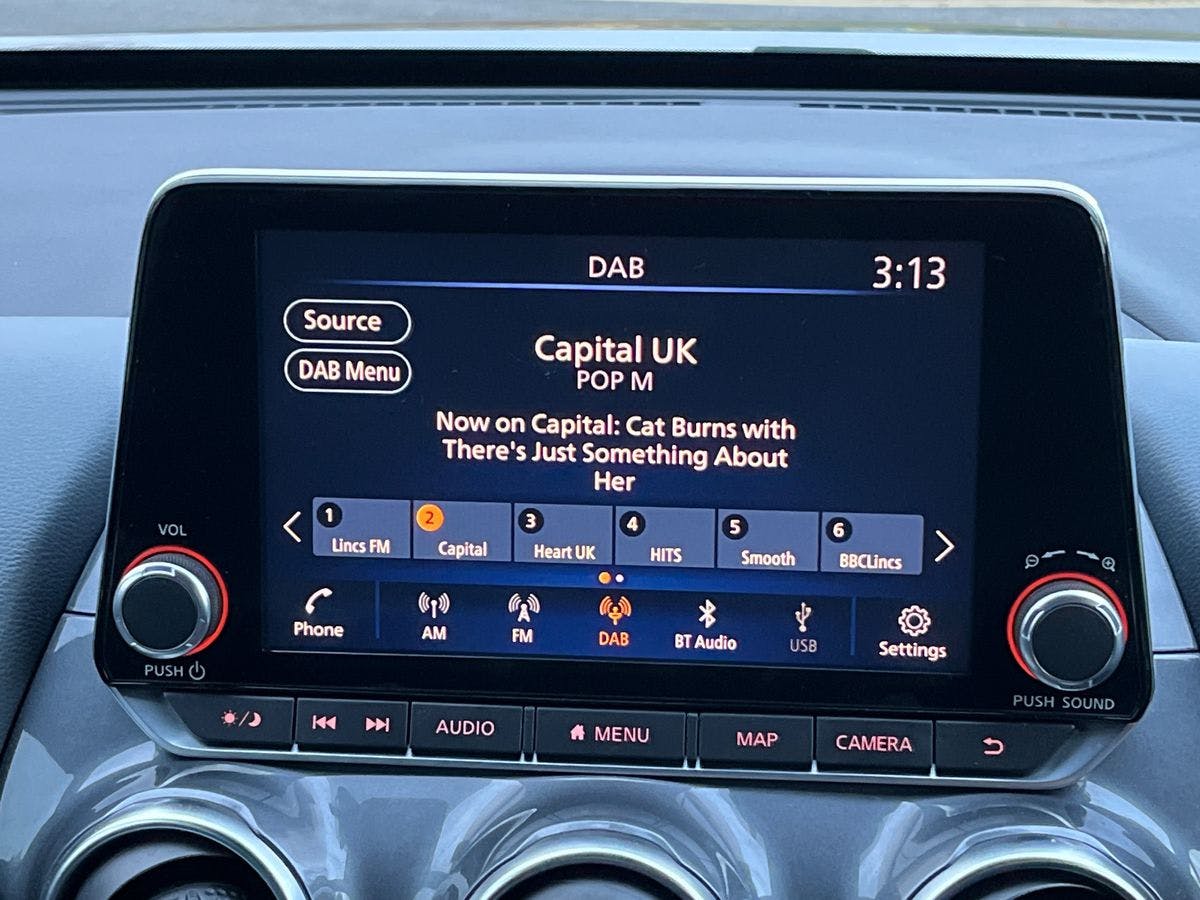 DAB
3:13
Source
DAB Menu
Capital UK
POP M
Now on Capital: Cat Burns with
There's Just Something About
Her
1
2
3
4
5
6
Lincs FM
Capital
Heart UK
HITS
Smooth
BBCLincs
Phone
AM
FM
DAB
BT Audio
USB
Settings
VOL
PUSH
PUSH SOUND
AUDIO
MENU
MAP
CAMERA